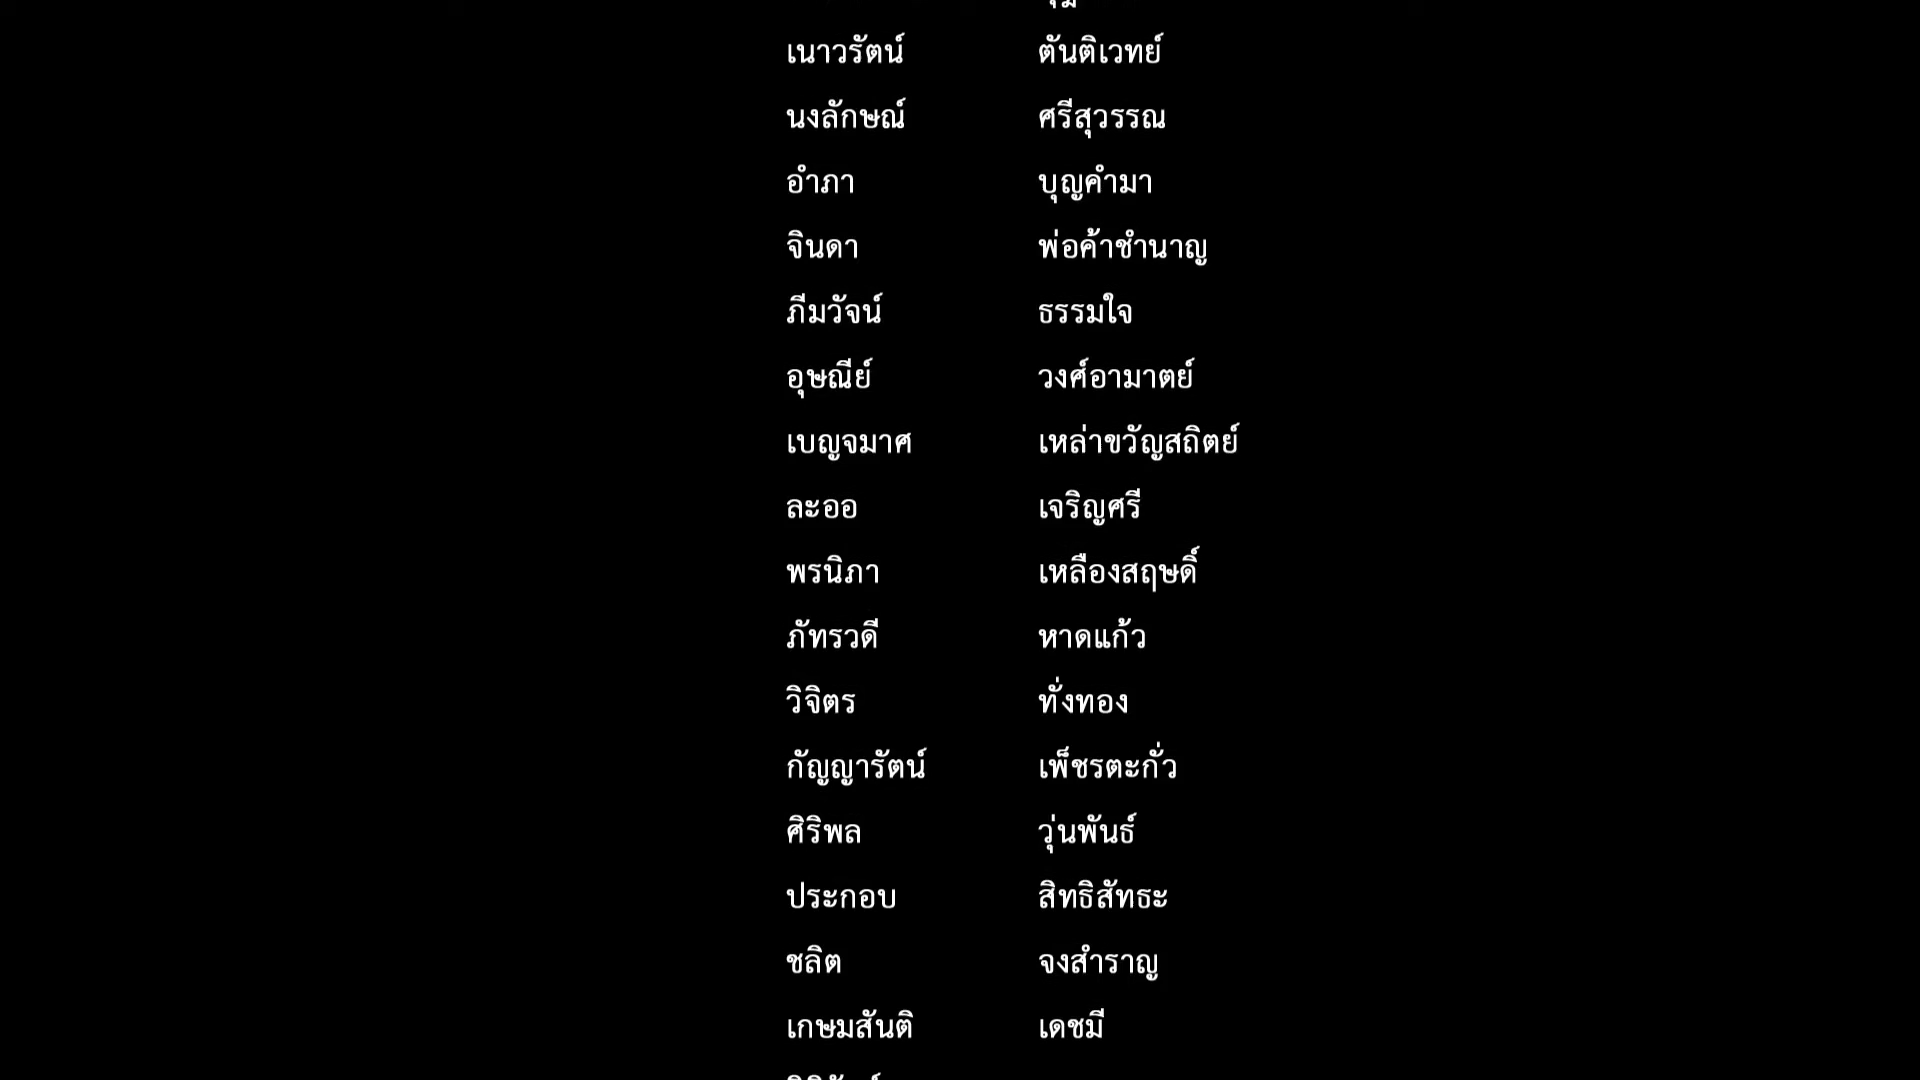 เนาวรัตน์ ตันติเวทย์
นงลักษณ์ ศรีสุวรรณ
อำภา บุญคำมา
จินดา พ่อค้าชำนาญ
ภีมวัจน์ ธรรมใจ
อุษณีย์ วงศ์อามาตย์
เบญจมาศ เหล่าขวัญสถิตย์
ละออ เจริญศรี
พรนิภา เหลืองสฤษดิ์
ภัทรวดี หาดแก้ว
วิจิตร ทั่งทอง
กัญญารัตน์ เพ็ชรตะกั่ว
ศิริพล วุ่นพันธ์
ประกอบ สิทธิสัทธะ
ชลิต จงสำราญ
เกษมสันติ เดชมี